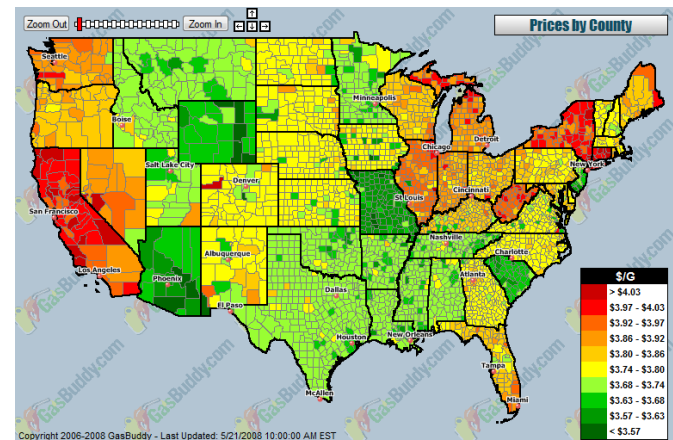 Zoom Out
Zoom In
Prices by County
Seattle
Boise
Minneapolis
Salt Lake City
Denver
Chicago
Detroit
New York
San Francisco
St Louis
Cincinnati
Los Angeles
Phoenix
Albuquerque
Nashville
Charlotte
Atlanta
El Paso
Dallas
Houston
New Orleans
Tampa
McAllen
Miami
$/G
> $4.03
$3.97 - $4.03
$3.92 - $3.97
$3.86 - $3.92
$3.80 - $3.86
$3.74 - $3.80
$3.68 - $3.74
$3.63 - $3.68
$3.57 - $3.63
< $3.57
GasBuddy.com
Copyright 2006-2008 GasBuddy - Last Updated: 5/21/2008 10:00:00 AM EST